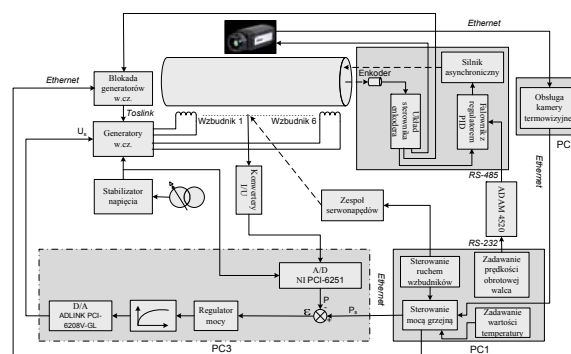 Ethernet
Blokada
generatorów
w.cz.
Toslink
Enkoder
Silnik
asynchroniczny
Układ
sterownika
enkodera
Falownik z
regulatorem
PID
Obsługa
kamery
termowizyjnej
PC
Ethernet
Us
Generatory
w.cz.
Wzbudnik 1
Wzbudnik 6
RS-485
Ethernet
Stabilizator
napięcia
Konwertery
I/U
Zespół
serwonapędów
ADAM 4520
RS-232
A/D
NI PCI-6251
Ethernet
Sterowanie
ruchem
wzbudników
Zadawanie
prędkości
obrotowej
walca
D/A
ADLINK PCI-
6208V-GL
Regulator
mocy
P
-
ε
+
Ps
Sterowanie
mocą grzejną
Zadawanie
wartości
temperatury
PC3
PC1